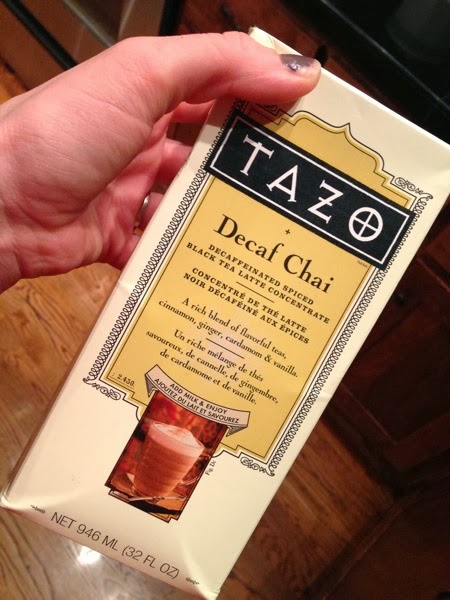 TAZO
Decaf Chai
DECAFFEINATED SPICED
BLACK TEA LATTE CONCENTRATE
CONCENTRÉ DE THÉ LATTE
NOIR DÉCAFÉINÉ AUX ÉPICES
A rich blend of flavorful teas,
cinnamon, ginger, cardamom & vanilla.
Un riche mélange de thés
savoureux, de cannelle, de gingembre,
de cardamome et de vanille.
ADD MILK & ENJOY
AJOUTEZ DU LAIT ET SAVOUREZ
NET 946 ML (32 FL OZ)